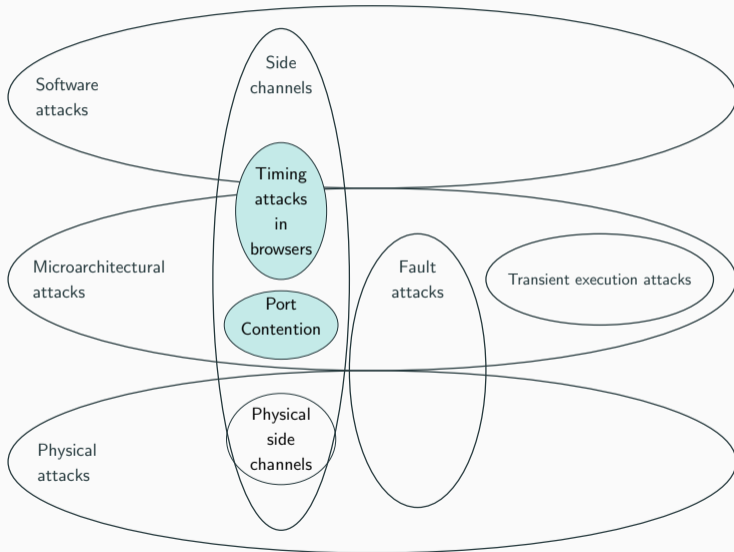 Side
channels
Software
attacks
Timing
attacks
in
browsers
Microarchitectural
attacks
Fault
attacks
Transient execution attacks
Port
Contention
Physical
side
channels
Physical
attacks